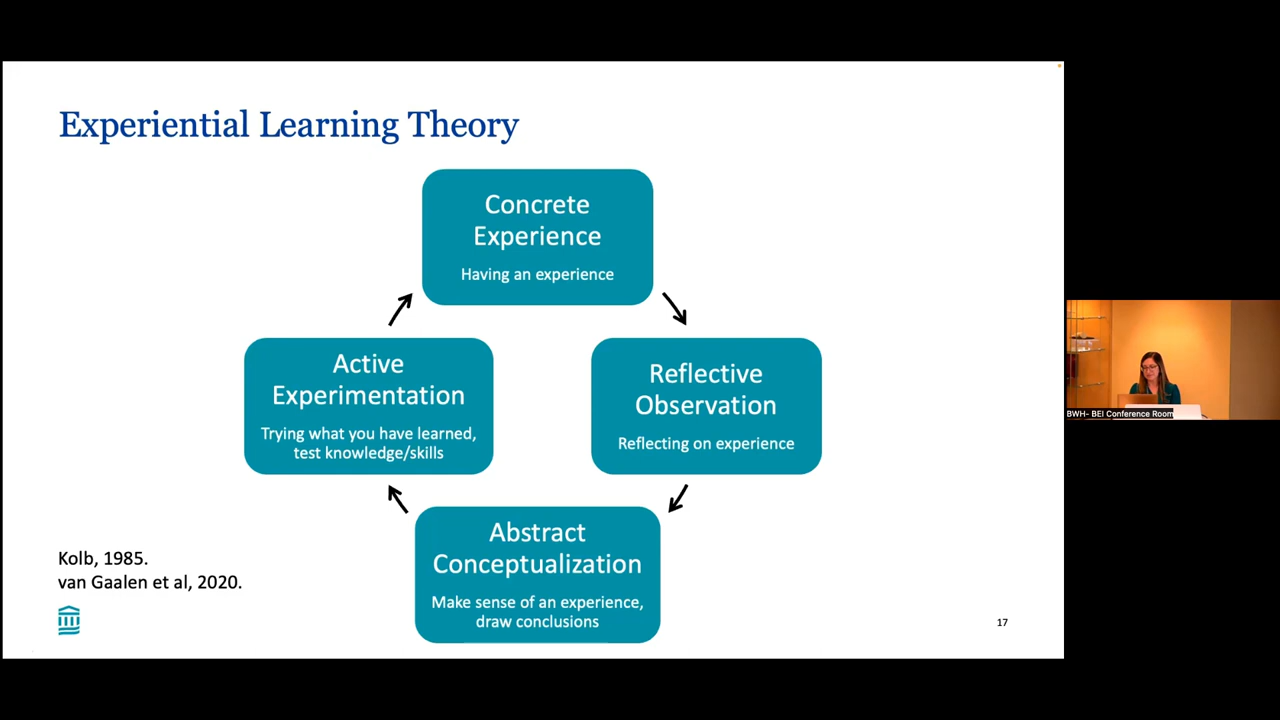 Experiential Learning Theory
Concrete
Experience
Having an experience
Active
Experimentation
Trying what you have learned,
test knowledge/skills
Reflective
Observation
Reflecting on experience
Abstract
Conceptualization
Make sense of an experience,
draw conclusions
Kolb, 1985.
van Gaalen et al, 2020.
17
BWH- BEI Conference Room